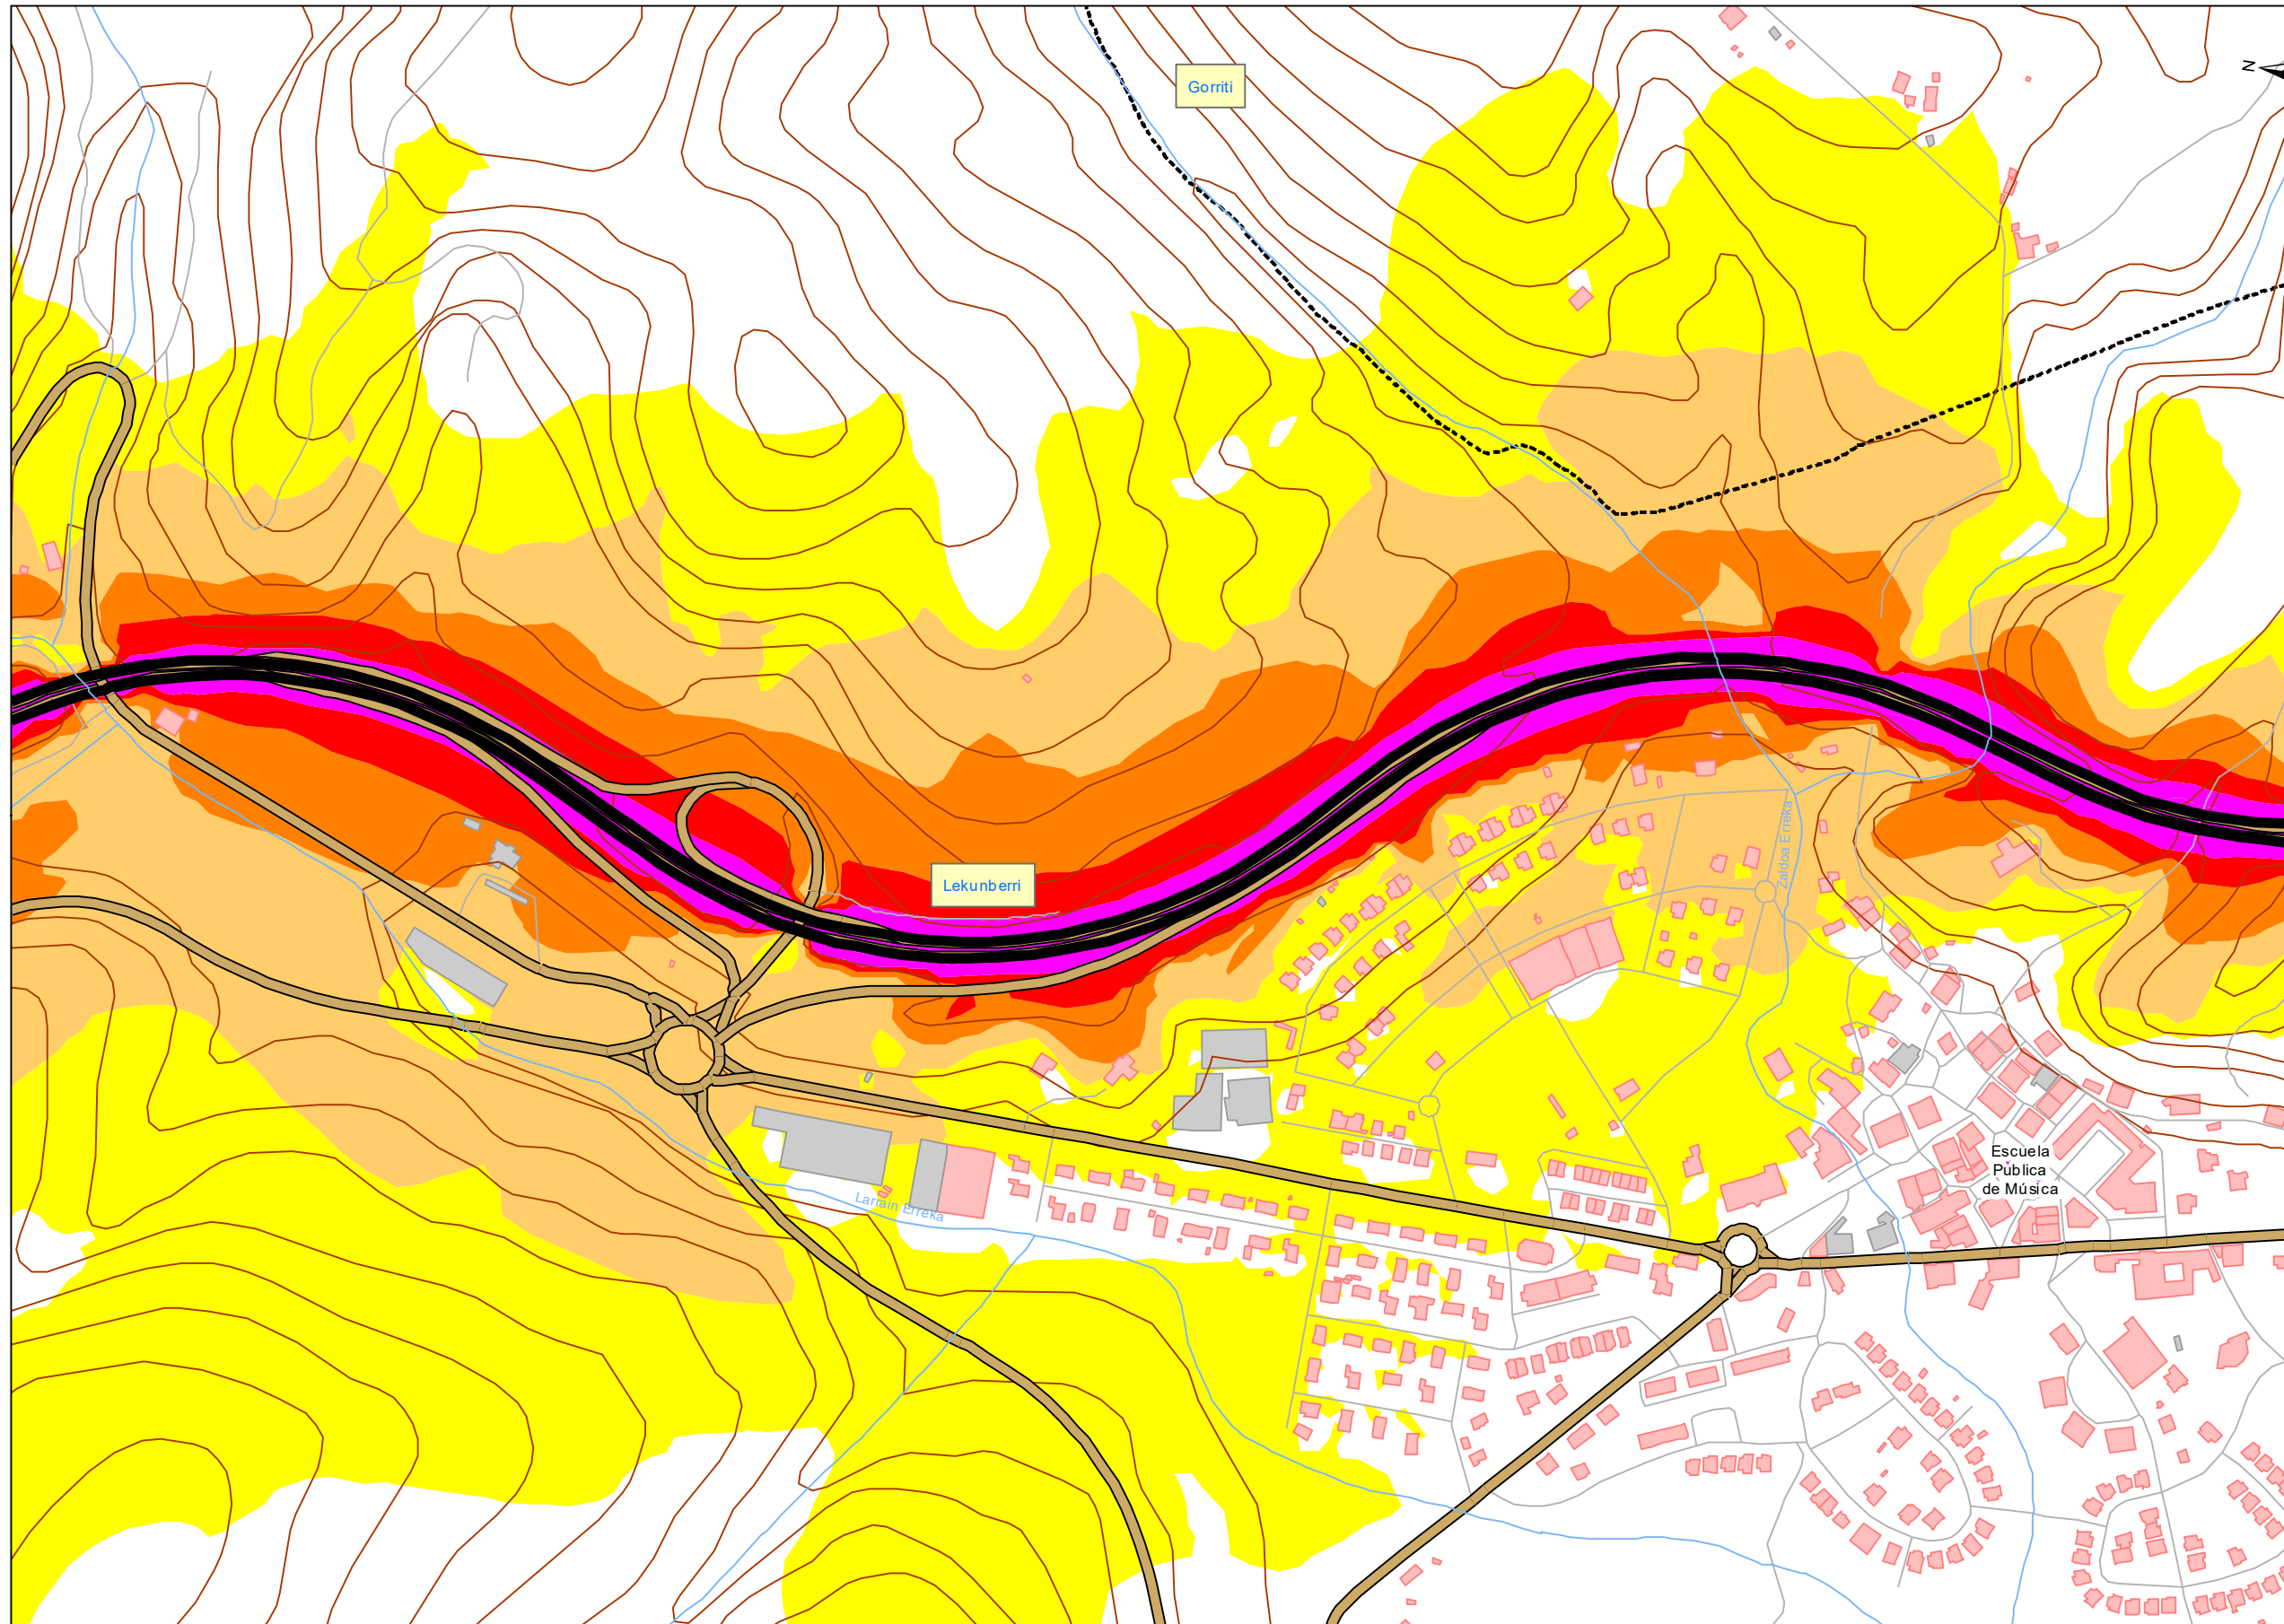 Gorriti
N
Lekunberri
Zaldoa Erreka
Escuela
Pública
de Música
Larrain Erreka